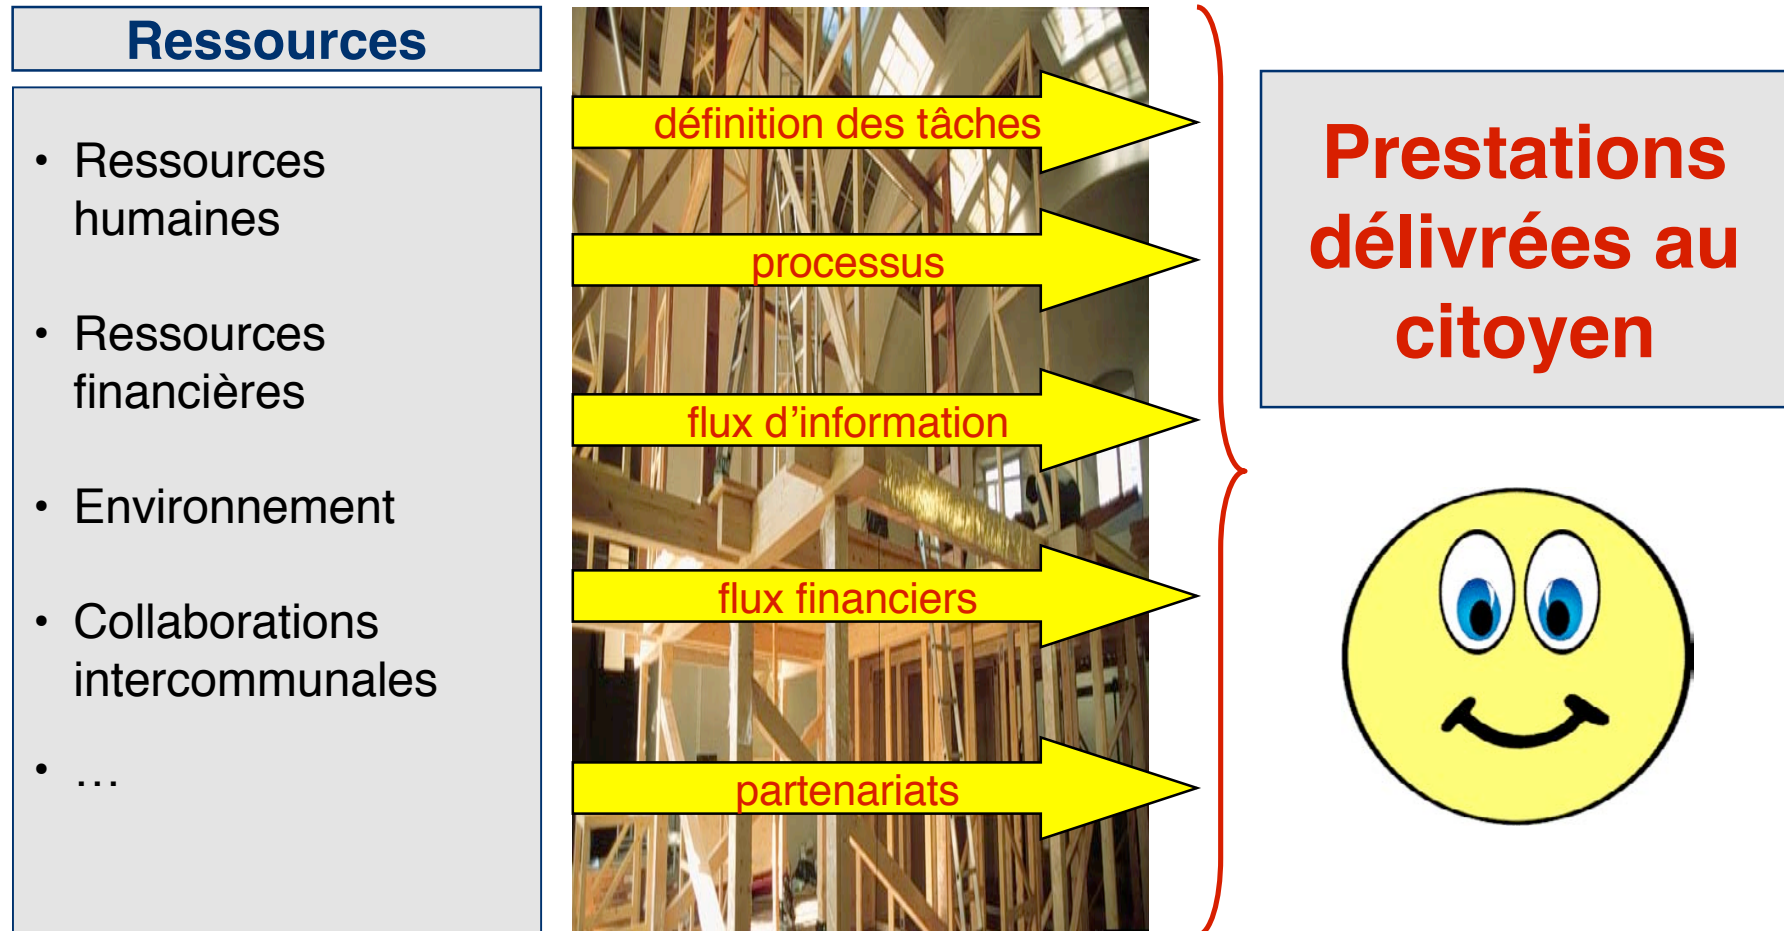 Ressources
• Ressources
humaines
• Ressources
financières
• Environnement
• Collaborations
intercommunales
• …
définition des tâches
processus
flux d’information
flux financiers
partenariats
Prestations
délivrées au
citoyen